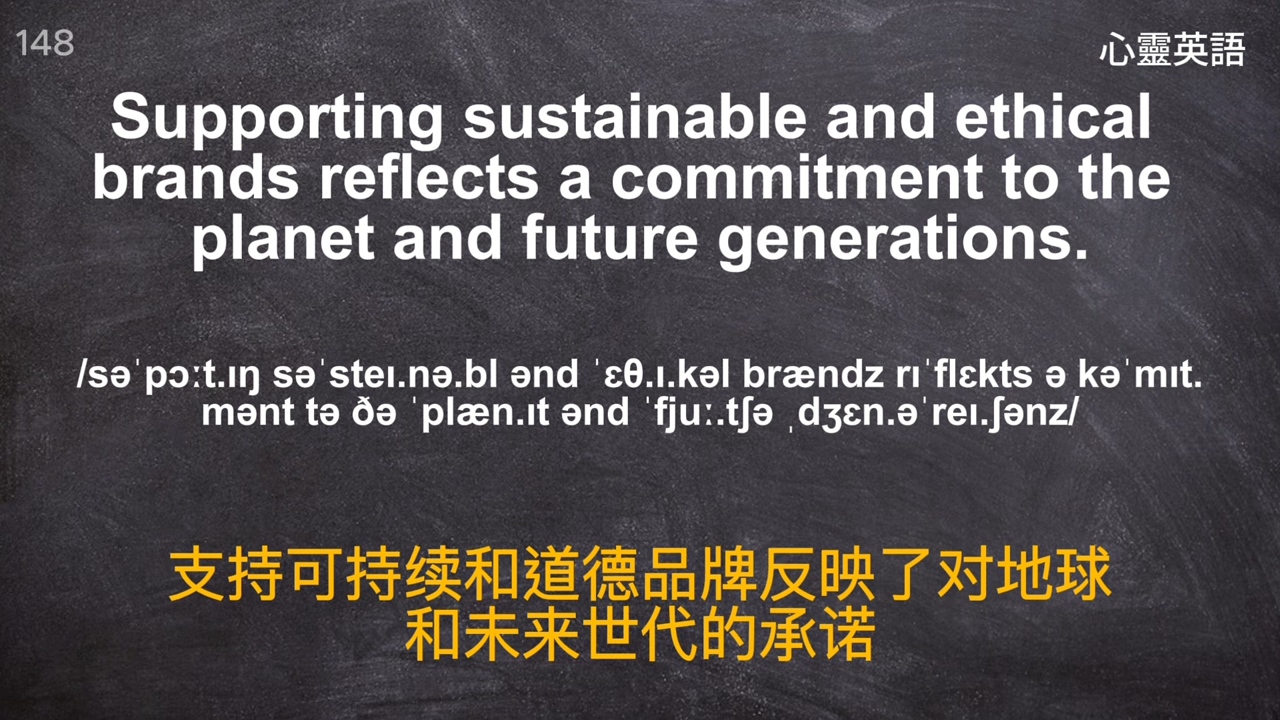 148
心靈英語
Supporting sustainable and ethical
brands reflects a commitment to the
planet and future generations.
/səˈpɔːt.ɪŋ səˈsteɪ.nə.bl ənd ˈɛθ.ɪ.kəl brændz rɪˈflɛkts ə kəˈmɪt.
mənt tə ðə ˈplæn.ɪt ənd ˈfjuː.tʃə ˌdʒɛn.əˈreɪ.ʃənz/
支持可持续和道德品牌反映了对地球
和未来世代的承诺